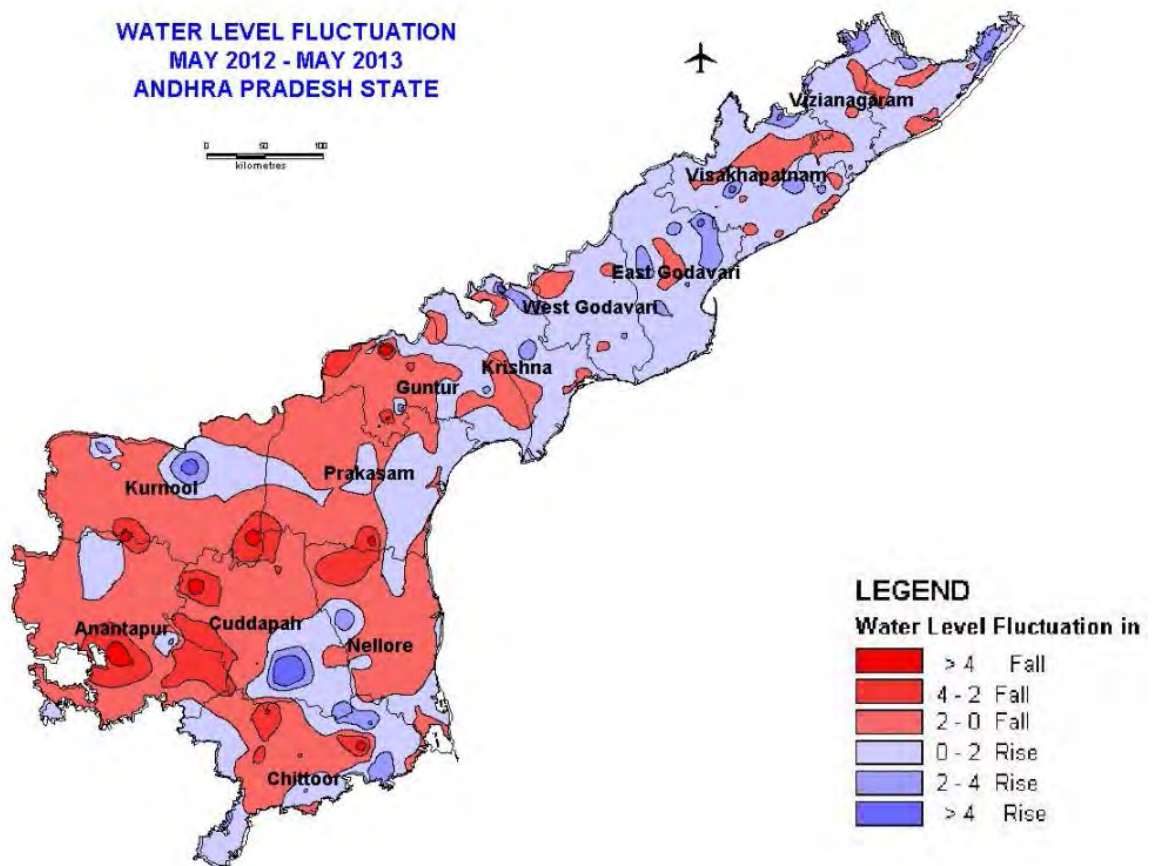 WATER LEVEL FLUCTUATION
MAY 2012 - MAY 2013
ANDHRA PRADESH STATE
0 50 100
kilometres
Vizianagaram
Visakhapatnam
East Godavari
West Godavari
Krishna
Guntur
Prakasam
Kurnool
Cuddapah
Anantapur
Nellore
Chittoor
LEGEND
Water Level Fluctuation in
> 4 Fall
4 - 2 Fall
2 - 0 Fall
0 - 2 Rise
2 - 4 Rise
> 4 Rise